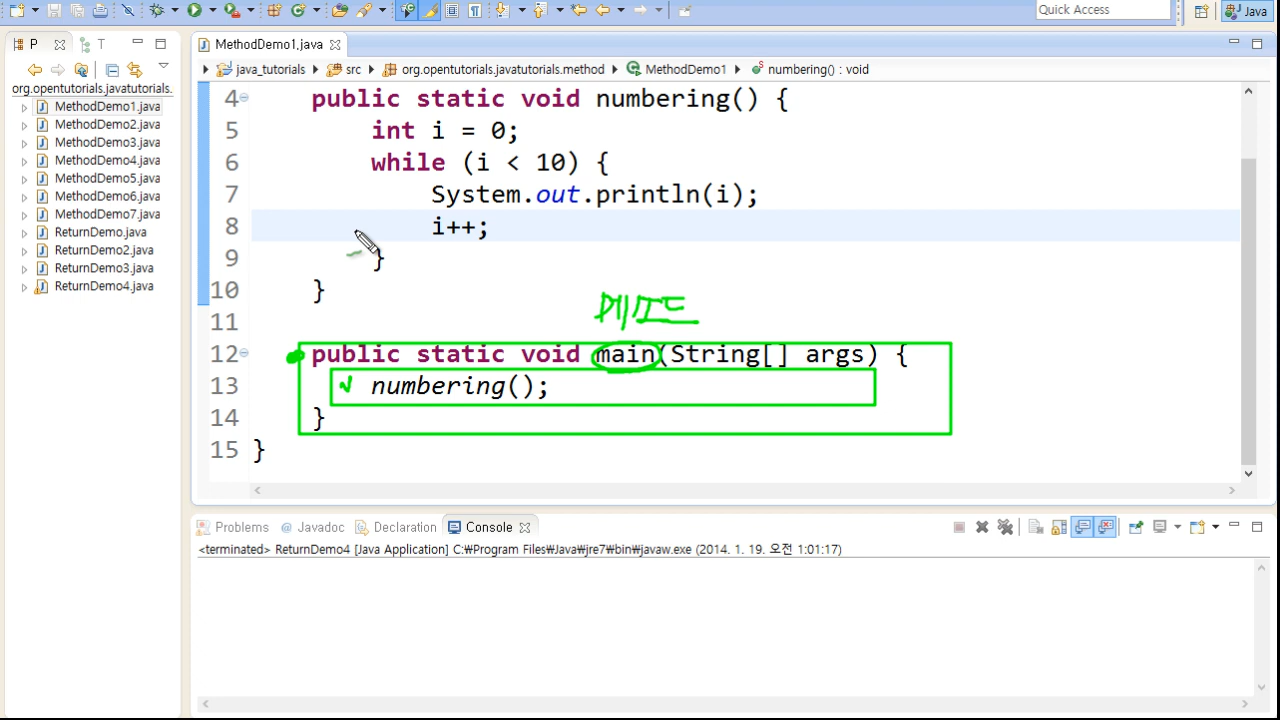 Quick Access
Java
P
T
MethodDemo1.java
java_tutorials
src
org.opentutorials.javatutorials.method
MethodDemo1
numbering() : void
org.opentutorials.javatutorials.
MethodDemo1.java
MethodDemo2.java
MethodDemo3.java
MethodDemo4.java
MethodDemo5.java
MethodDemo6.java
MethodDemo7.java
ReturnDemo.java
ReturnDemo2.java
ReturnDemo3.java
ReturnDemo4.java
4 public static void numbering() {
5 int i = 0;
6 while (i < 10) {
7 System.out.println(i);
8 i++;
9 }
10 }
11
메소드
12 public static void main(String[] args) {
13 numbering();
14 }
15 }
Problems @ Javadoc Declaration Console
<terminated> ReturnDemo4 [Java Application] C:₩Program Files₩Java₩jre7₩bin₩javaw.exe (2014. 1. 19. 오전 1:01:17)